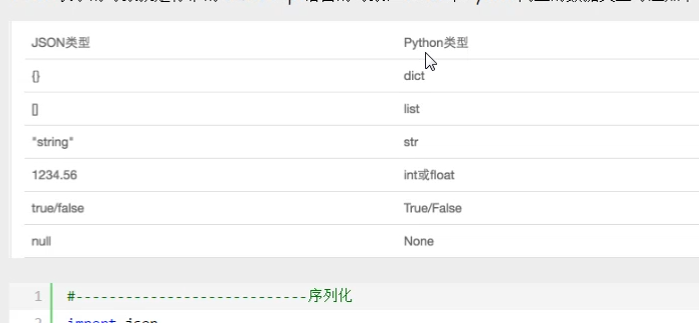 JSON类型 Python类型
{} dict
[] list
"string" str
1234.56 int或float
true/false True/False
null None
1 #----------------------------序列化
2 import json